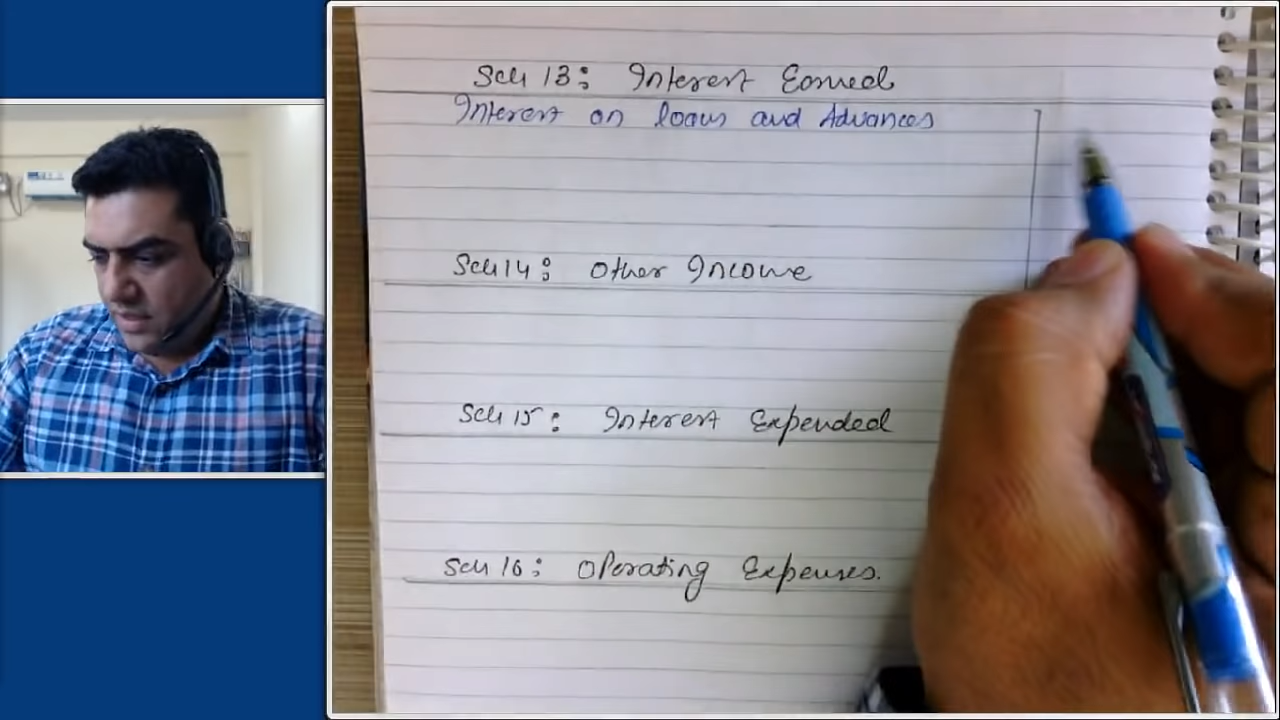 Sch 13: Interest Earned
Interest on loans and Advances
Sch 14: Other Income
Sch 15: Interest Expended
Sch 16: Operating Expenses.